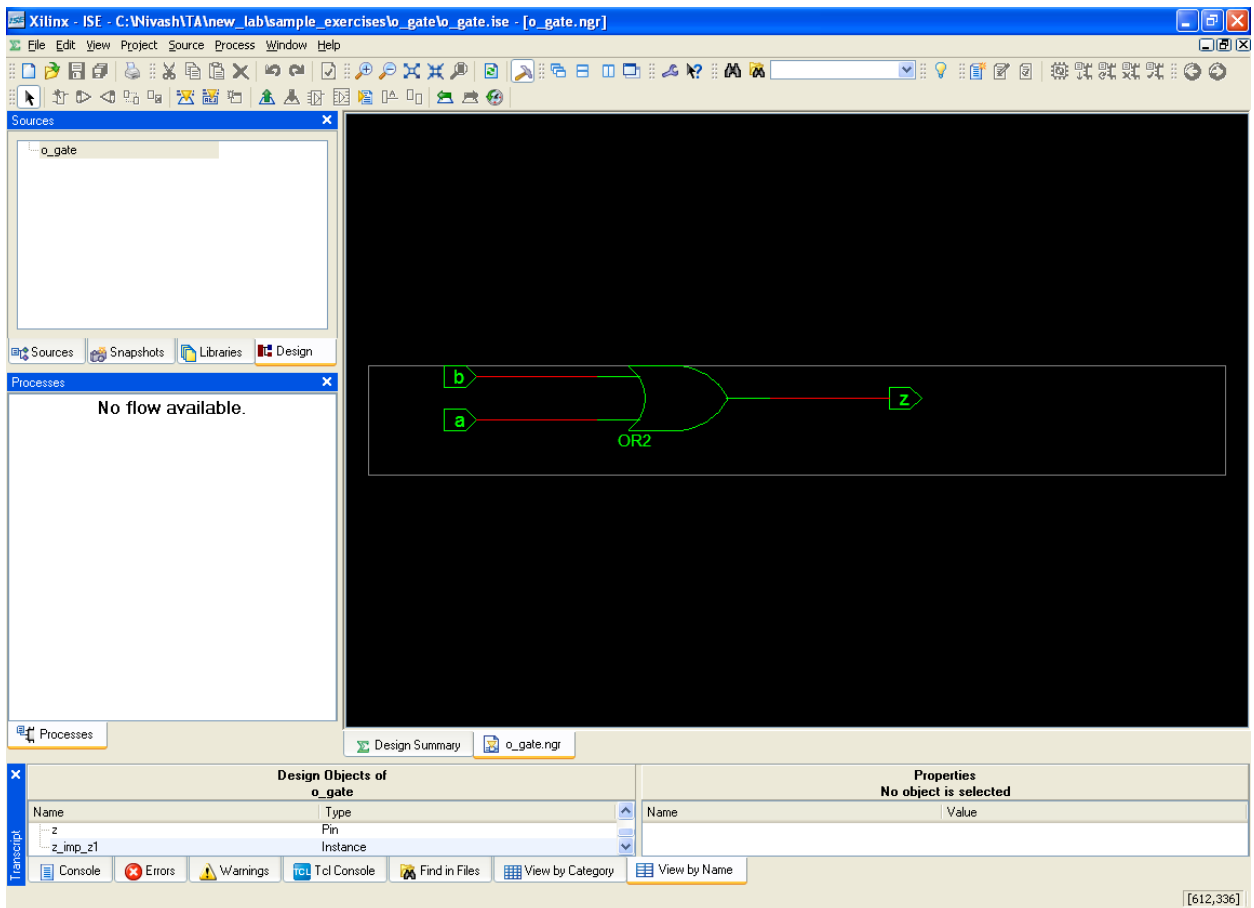 Xilinx - ISE - C:\Nivash\TA\new_lab\sample_exercises\o_gate\o_gate.ise - [o_gate.ngr]
File Edit View Project Source Process Window Help
Sources
o_gate
Sources Snapshots Libraries Design
Processes
No flow available.
Processes
b
a
z
OR2
Design Summary o_gate.ngr
Transcript
Design Objects of
o_gate
Name Type
z Pin
z_imp_z1 Instance
Properties
No object is selected
Name Value
Console Errors Warnings TCL Tcl Console Find in Files View by Category View by Name
[612,336]